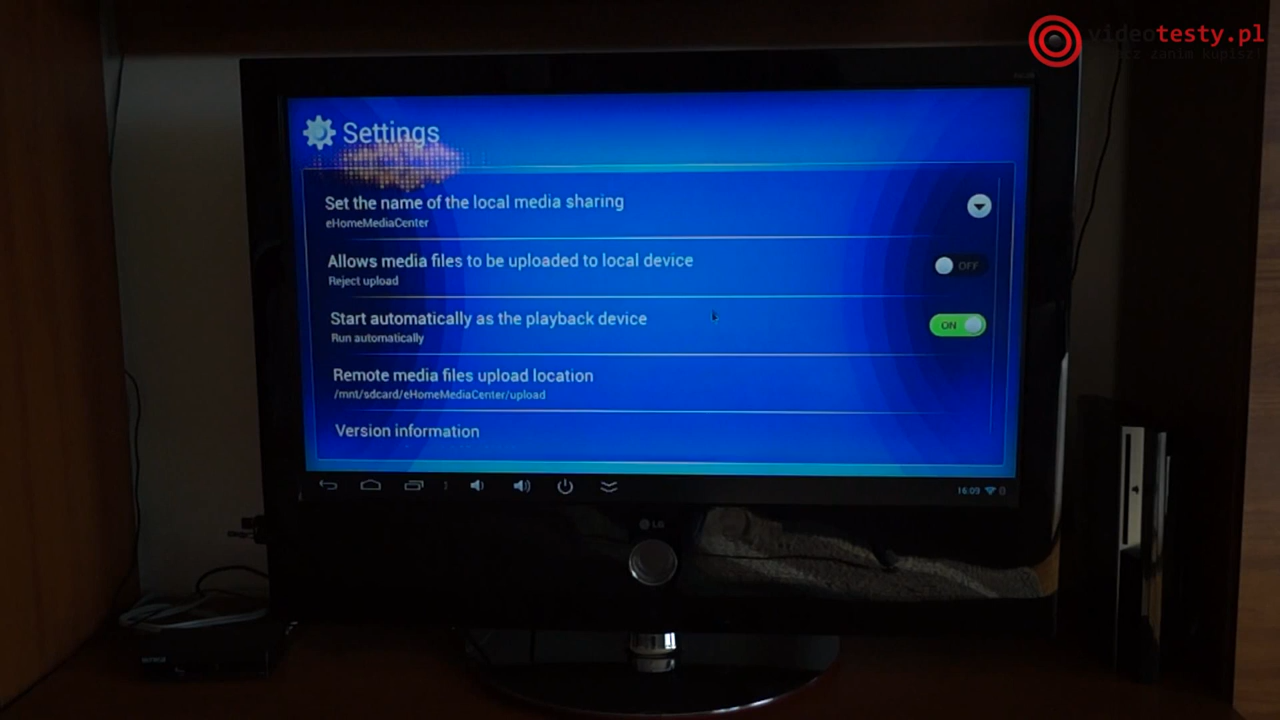 videotesty.pl
Settings
Set the name of the local media sharing
eHomeMediaCenter
Allows media files to be uploaded to local device
Reject upload
OFF
Start automatically as the playback device
Run automatically
ON
Remote media files upload location
/mnt/sdcard/eHomeMediaCenter/upload
Version information
16:09
LG